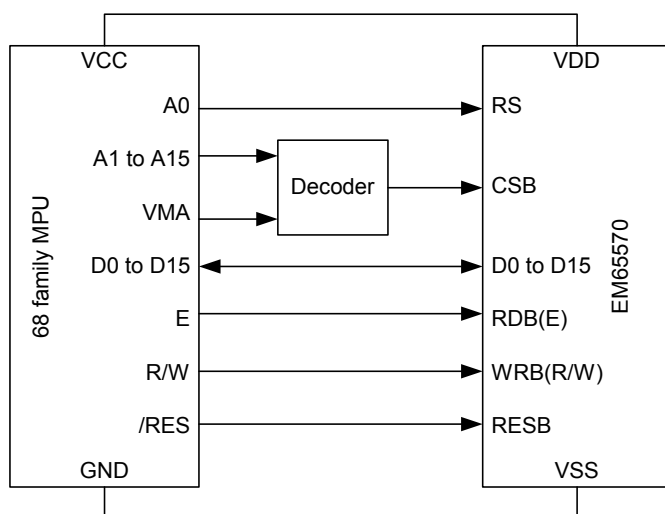 VCC
VDD
A0
RS
A1 to A15
Decoder
CSB
VMA
68 family MPU
D0 to D15
D0 to D15
EM65570
E
RDB(E)
R/W
WRB(R/W)
/RES
RESB
GND
VSS